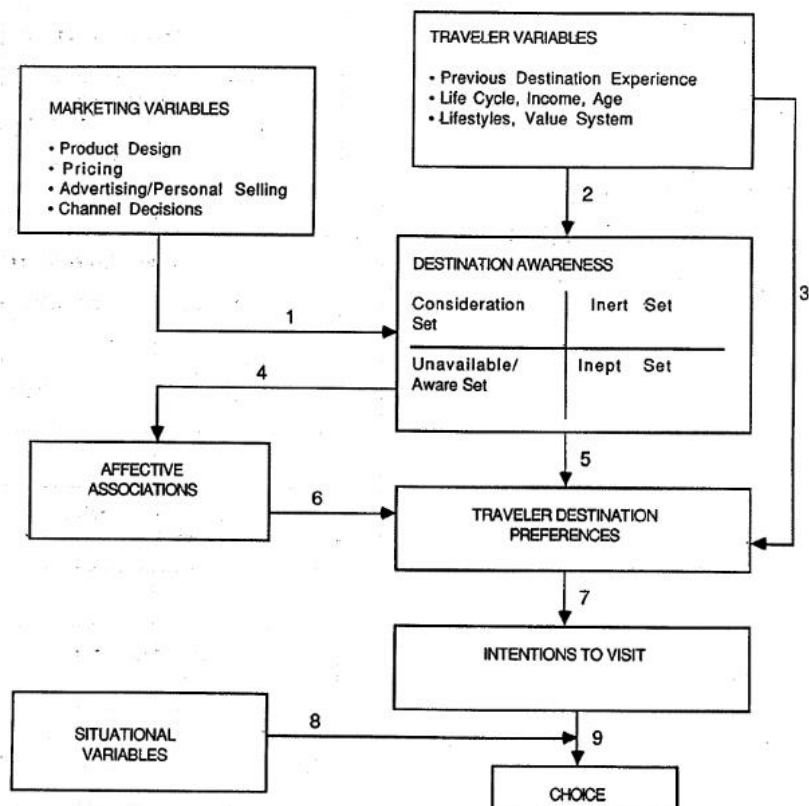 TRAVELER VARIABLES
• Previous Destination Experience
• Life Cycle, Income, Age
• Lifestyles, Value System
MARKETING VARIABLES
• Product Design
• Pricing
• Advertising/Personal Selling
• Channel Decisions
2
3
DESTINATION AWARENESS
Consideration
Set
Inert Set
Unavailable/
Aware Set
Inept Set
1
4
5
AFFECTIVE
ASSOCIATIONS
6
TRAVELER DESTINATION
PREFERENCES
7
INTENTIONS TO VISIT
SITUATIONAL
VARIABLES
8
9
CHOICE